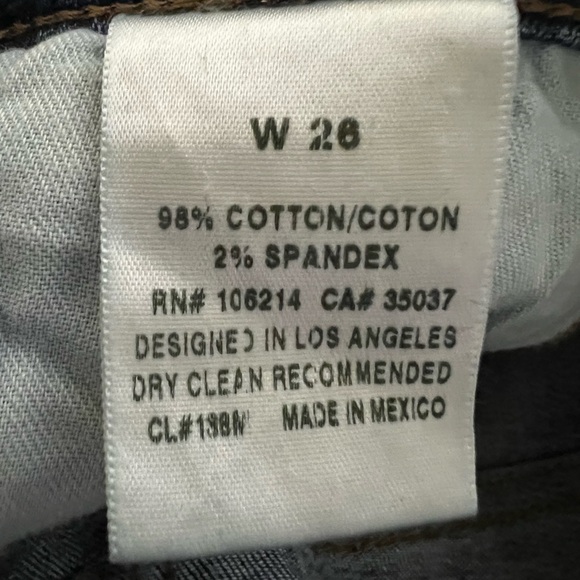 W 26
98% COTTON/COTON
2% SPANDEX
RN# 106214 CA# 35037
DESIGNED IN LOS ANGELES
DRY CLEAN RECOMMENDED
MADE IN MEXICO